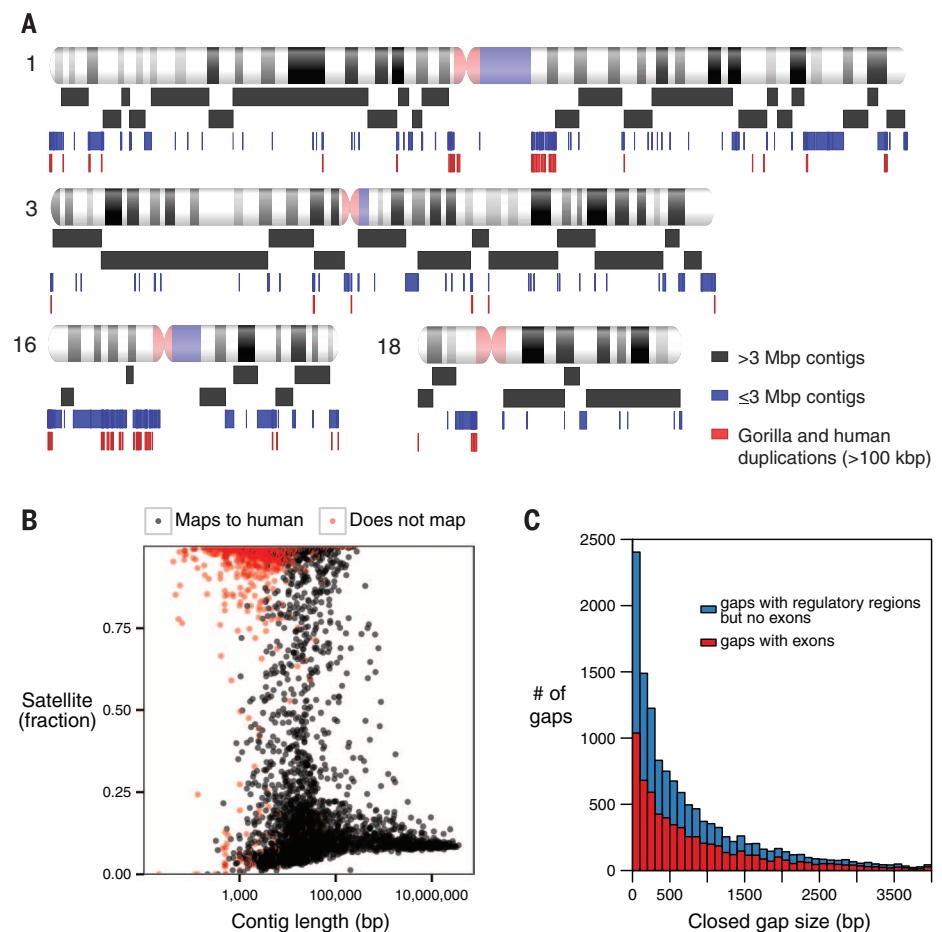 A
1
3
16
18
>3 Mbp contigs
≤3 Mbp contigs
Gorilla and human
duplications (>100 kbp)
B
Maps to human
Does not map
0.75
0.50
0.25
0.00
Satellite
(fraction)
1,000
100,000
10,000,000
Contig length (bp)
C
2500
2000
1500
1000
500
0
# of
gaps
gaps with regulatory regions
but no exons
gaps with exons
0
500
1500
2500
3500
Closed gap size (bp)